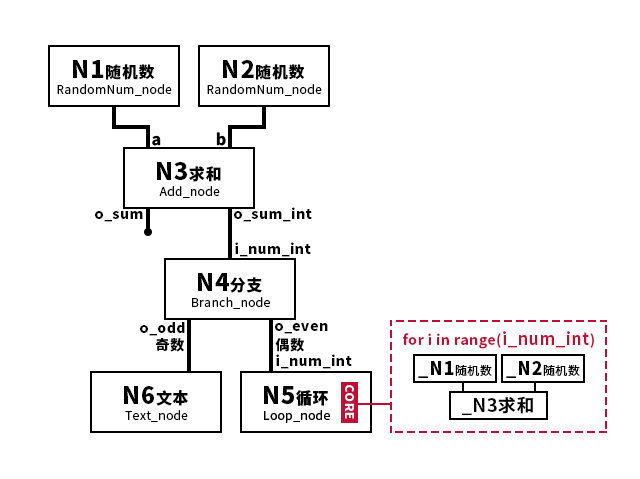 N1随机数
RandomNum_node
N2随机数
RandomNum_node
a
b
N3求和
Add_node
o_sum
o_sum_int
i_num_int
N4分支
Branch_node
o_odd
奇数
o_even
偶数
i_num_int
N6文本
Text_node
N5循环
Loop_node
CORE
for i in range(i_num_int)
_N1随机数
_N2随机数
_N3求和